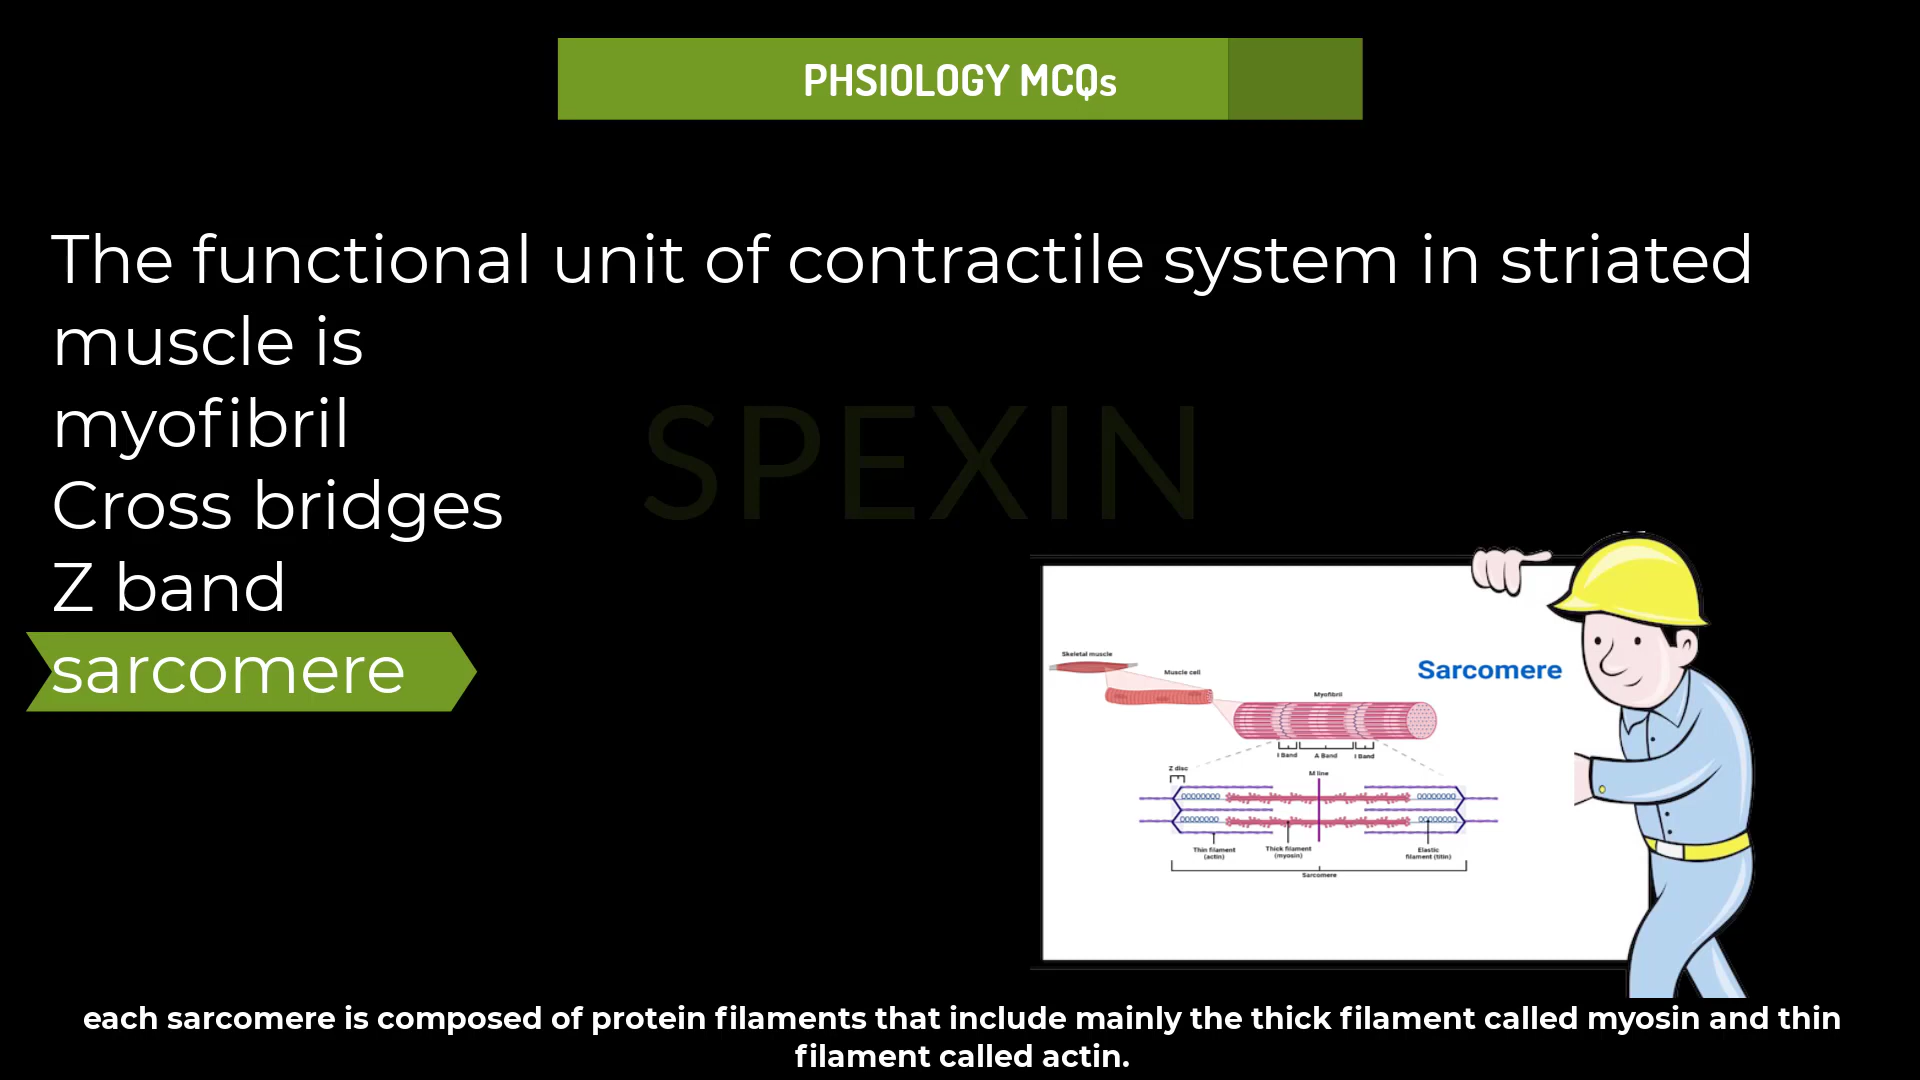 PHSIOLOGY MCQs
The functional unit of contractile system in striated
muscle is
myofibril
Cross bridges
Z band
sarcomere
SPEXIN
Skeletal muscle
Muscle cell
Sarcomere
Myofibril
I Band
A Band
I Band
Z disc
M line
Thin filament
(actin)
Thick filament
(myosin)
Elastic
filament (titin)
Sarcomere
each sarcomere is composed of protein filaments that include mainly the thick filament called myosin and thin
filament called actin.